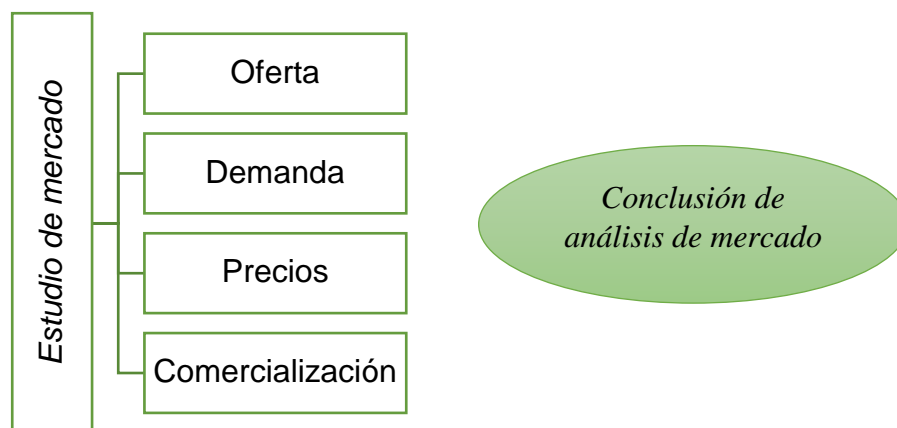 Estudio de mercado
Oferta
Demanda
Precios
Comercialización
Conclusión de
análisis de mercado